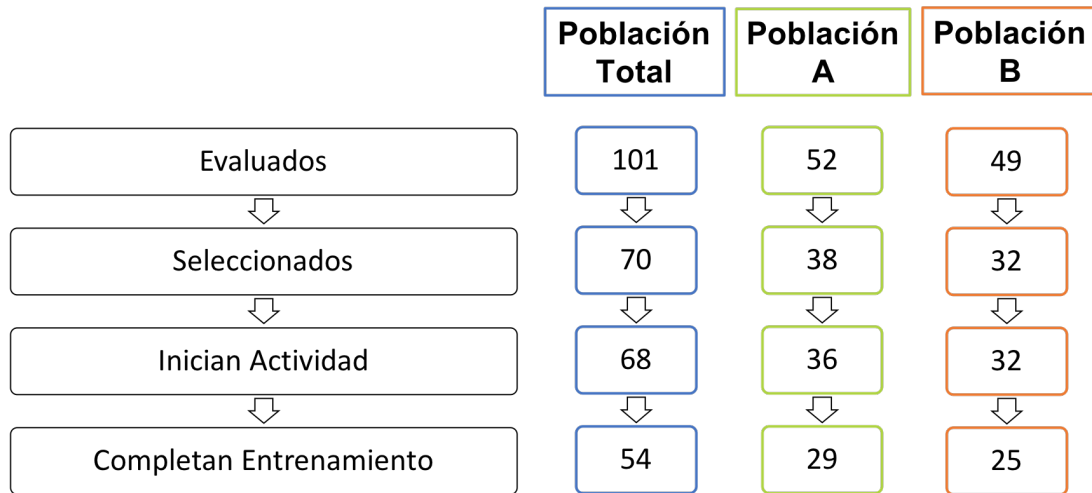 Población
Total
Población
A
Población
B
Evaluados
101
52
49
Seleccionados
70
38
32
Inician Actividad
68
36
32
Completan Entrenamiento
54
29
25